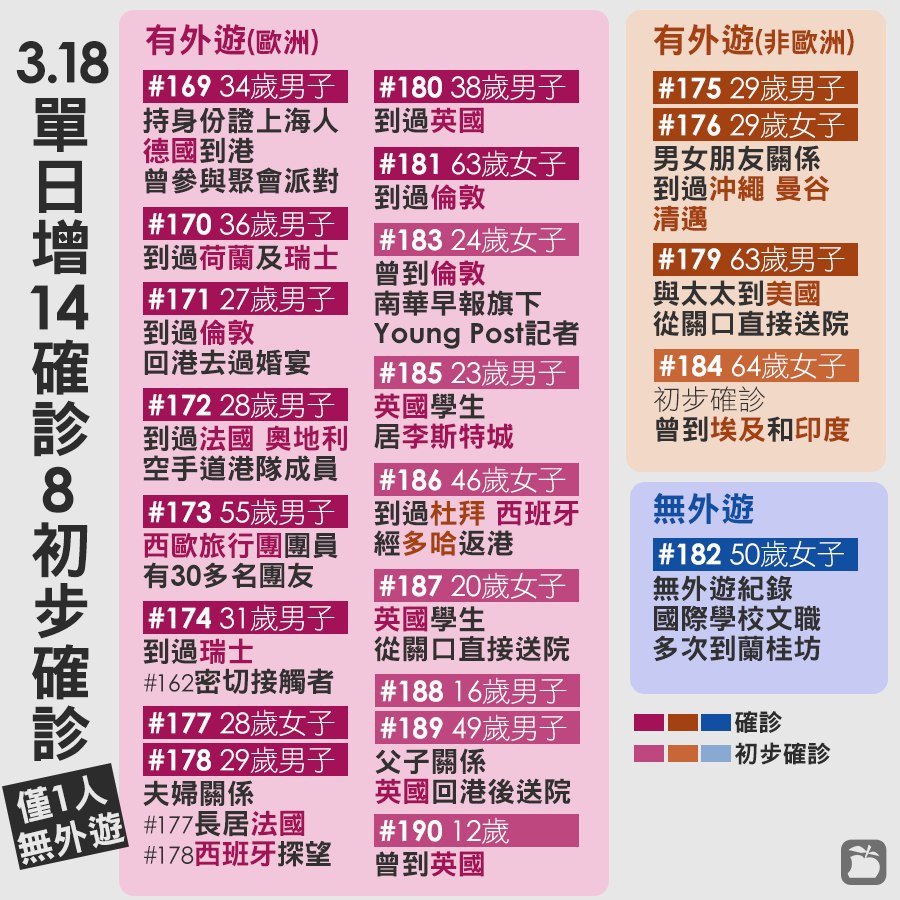 3.18
單日增14確診8初步確診
僅1人
無外遊
有外遊(歐洲)
#169 34歲男子
持身份證上海人
德國到港
曾參與聚會派對
#170 36歲男子
到過荷蘭及瑞士
#171 27歲男子
到過倫敦
回港去過婚宴
#172 28歲男子
到過法國 奧地利
空手道港隊成員
#173 55歲男子
西歐旅行團團員
有30多名團友
#174 31歲男子
到過瑞士
#162密切接觸者
#177 28歲女子
#178 29歲男子
夫婦關係
#177長居法國
#178西班牙探望
#180 38歲男子
到過英國
#181 63歲女子
到過倫敦
#183 24歲女子
曾到倫敦
南華早報旗下
Young Post記者
#185 23歲男子
英國學生
居李斯特城
#186 46歲女子
到過杜拜 西班牙
經多哈返港
#187 20歲女子
英國學生
從關口直接送院
#188 16歲男子
#189 49歲男子
父子關係
英國回港後送院
#190 12歲
曾到英國
有外遊(非歐洲)
#175 29歲男子
#176 29歲女子
男女朋友關係
到過沖繩 曼谷
清邁
#179 63歲男子
與太太到美國
從關口直接送院
#184 64歲女子
初步確診
曾到埃及和印度
無外遊
#182 50歲女子
無外遊紀錄
國際學校文職
多次到蘭桂坊
確診
初步確診